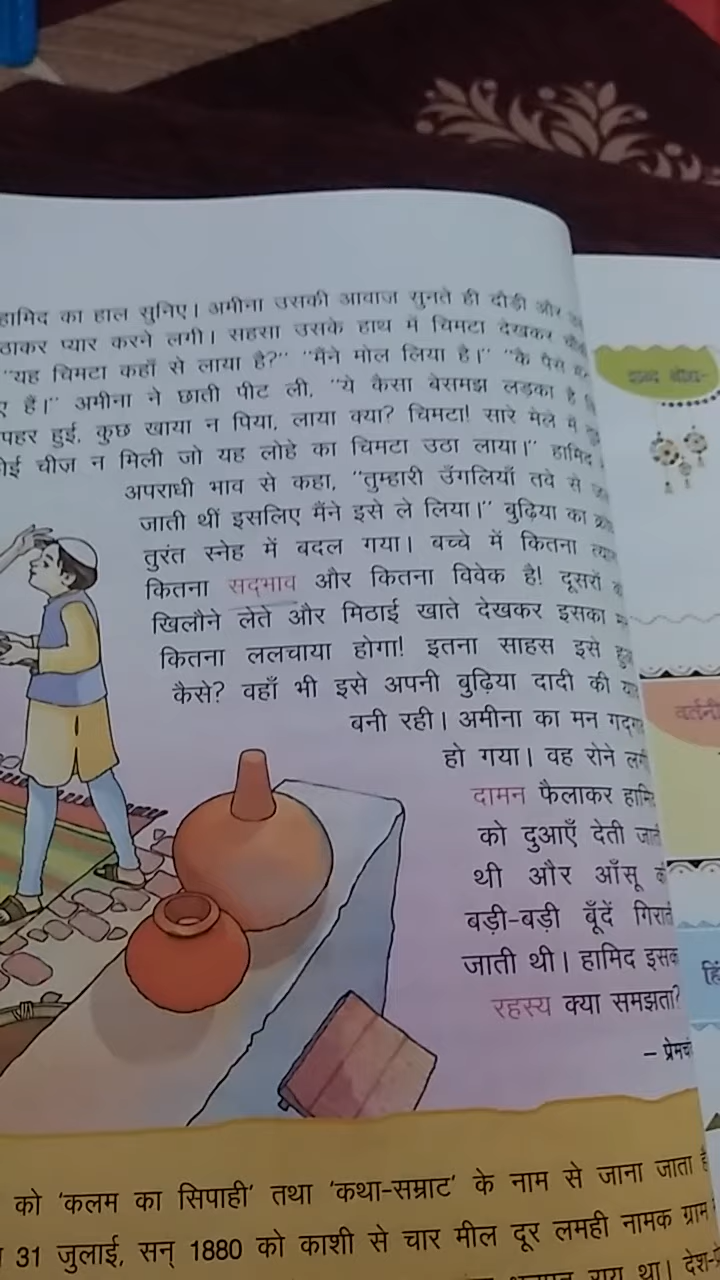 हामिद का हाल सुनिए। अमीना उसकी आवाज सुनते ही दौड़ी और
प्यार करने लगी। सहसा उसके हाथ में चिमटा देखकर
"यह चिमटा कहाँ से लाया है?" "मैंने मोल लिया है।" "कै पैसे
हैं।" अमीना ने छाती पीट ली, "ये कैसा बेसमझ लड़का है
हुई, कुछ खाया न पिया, लाया क्या? चिमटा! सारे मेले में
चीज़ न मिली जो यह लोहे का चिमटा उठा लाया।" हामिद
अपराधी भाव से कहा, "तुम्हारी उँगलियाँ तवे से
जाती थीं इसलिए मैंने इसे ले लिया।" बुढ़िया का
तुरंत स्नेह में बदल गया। बच्चे में कितना
कितना सद्भाव और कितना विवेक है! दूसरों
खिलौने लेते और मिठाई खाते देखकर इसका
कितना ललचाया होगा! इतना साहस इसे
कैसे? वहाँ भी इसे अपनी बुढ़िया दादी की
बनी रही। अमीना का मन
हो गया। वह रोने
दामन फैलाकर
को दुआएँ देती
थी और आँसू
बड़ी-बड़ी बूँदें
जाती थी। हामिद
रहस्य क्या समझता?
को 'कलम का सिपाही' तथा 'कथा-सम्राट' के नाम से जाना जाता
31 जुलाई, सन् 1880 को काशी से चार मील दूर लमही नामक ग्राम
था।